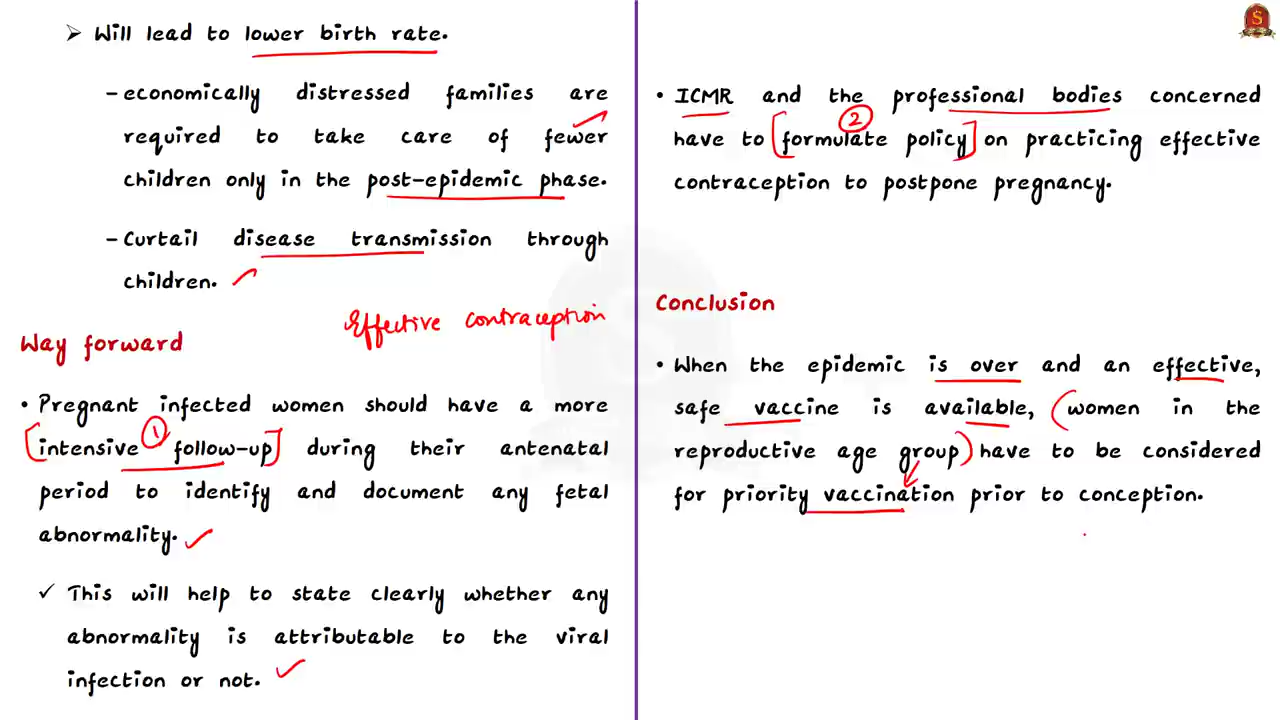 ➤ Will lead to lower birth rate.
– economically distressed families are
required to take care of fewer
children only in the post-epidemic phase.
– Curtail disease transmission through
children.
Effective contraception
Way forward
• Pregnant infected women should have a more
intensive follow-up during their antenatal
1
period to identify and document any fetal
abnormality.
✓ This will help to state clearly whether any
abnormality is attributable to the viral
infection or not.
• ICMR and the professional bodies concerned
2
have to formulate policy on practicing effective
contraception to postpone pregnancy.
Conclusion
• When the epidemic is over and an effective,
safe vaccine is available, (women in the
reproductive age group) have to be considered
for priority vaccination prior to conception.
S